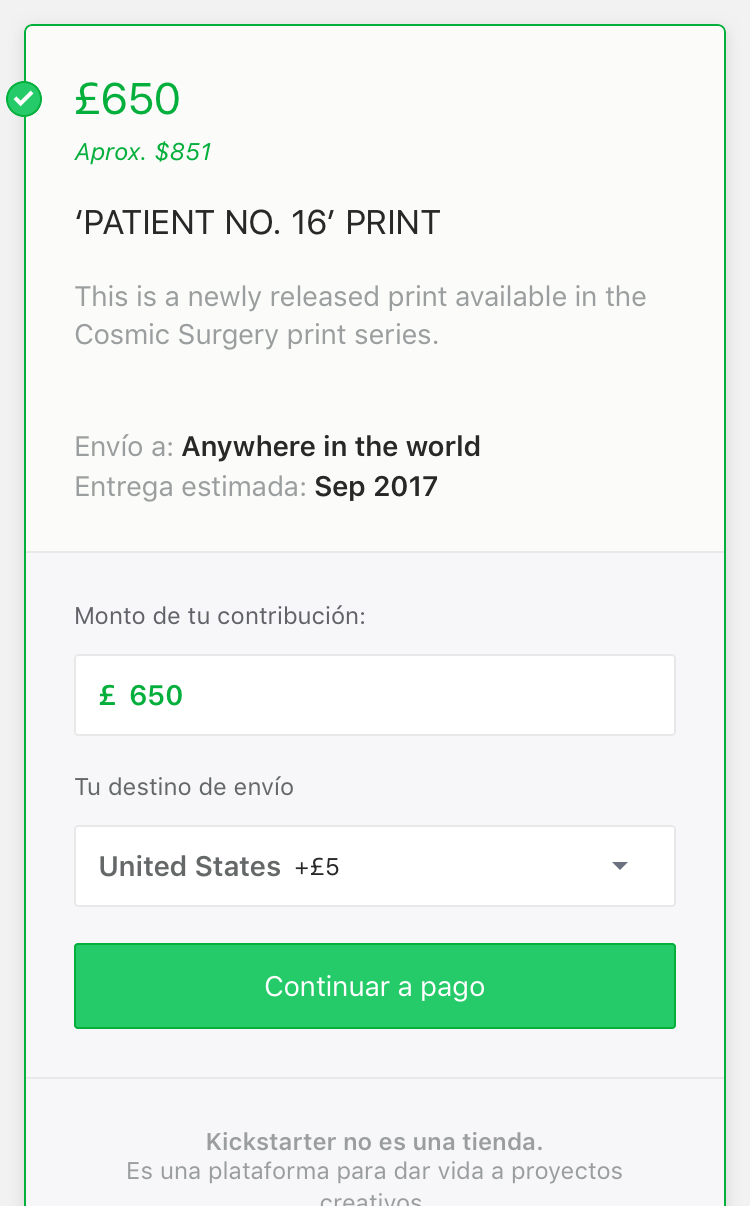 £650
Aprox. $851
‘PATIENT NO. 16’ PRINT
This is a newly released print available in the
Cosmic Surgery print series.
Envío a: Anywhere in the world
Entrega estimada: Sep 2017
Monto de tu contribución:
£ 650
Tu destino de envío
United States +£5
Continuar a pago
Kickstarter no es una tienda.
Es una plataforma para dar vida a proyectos
creativos